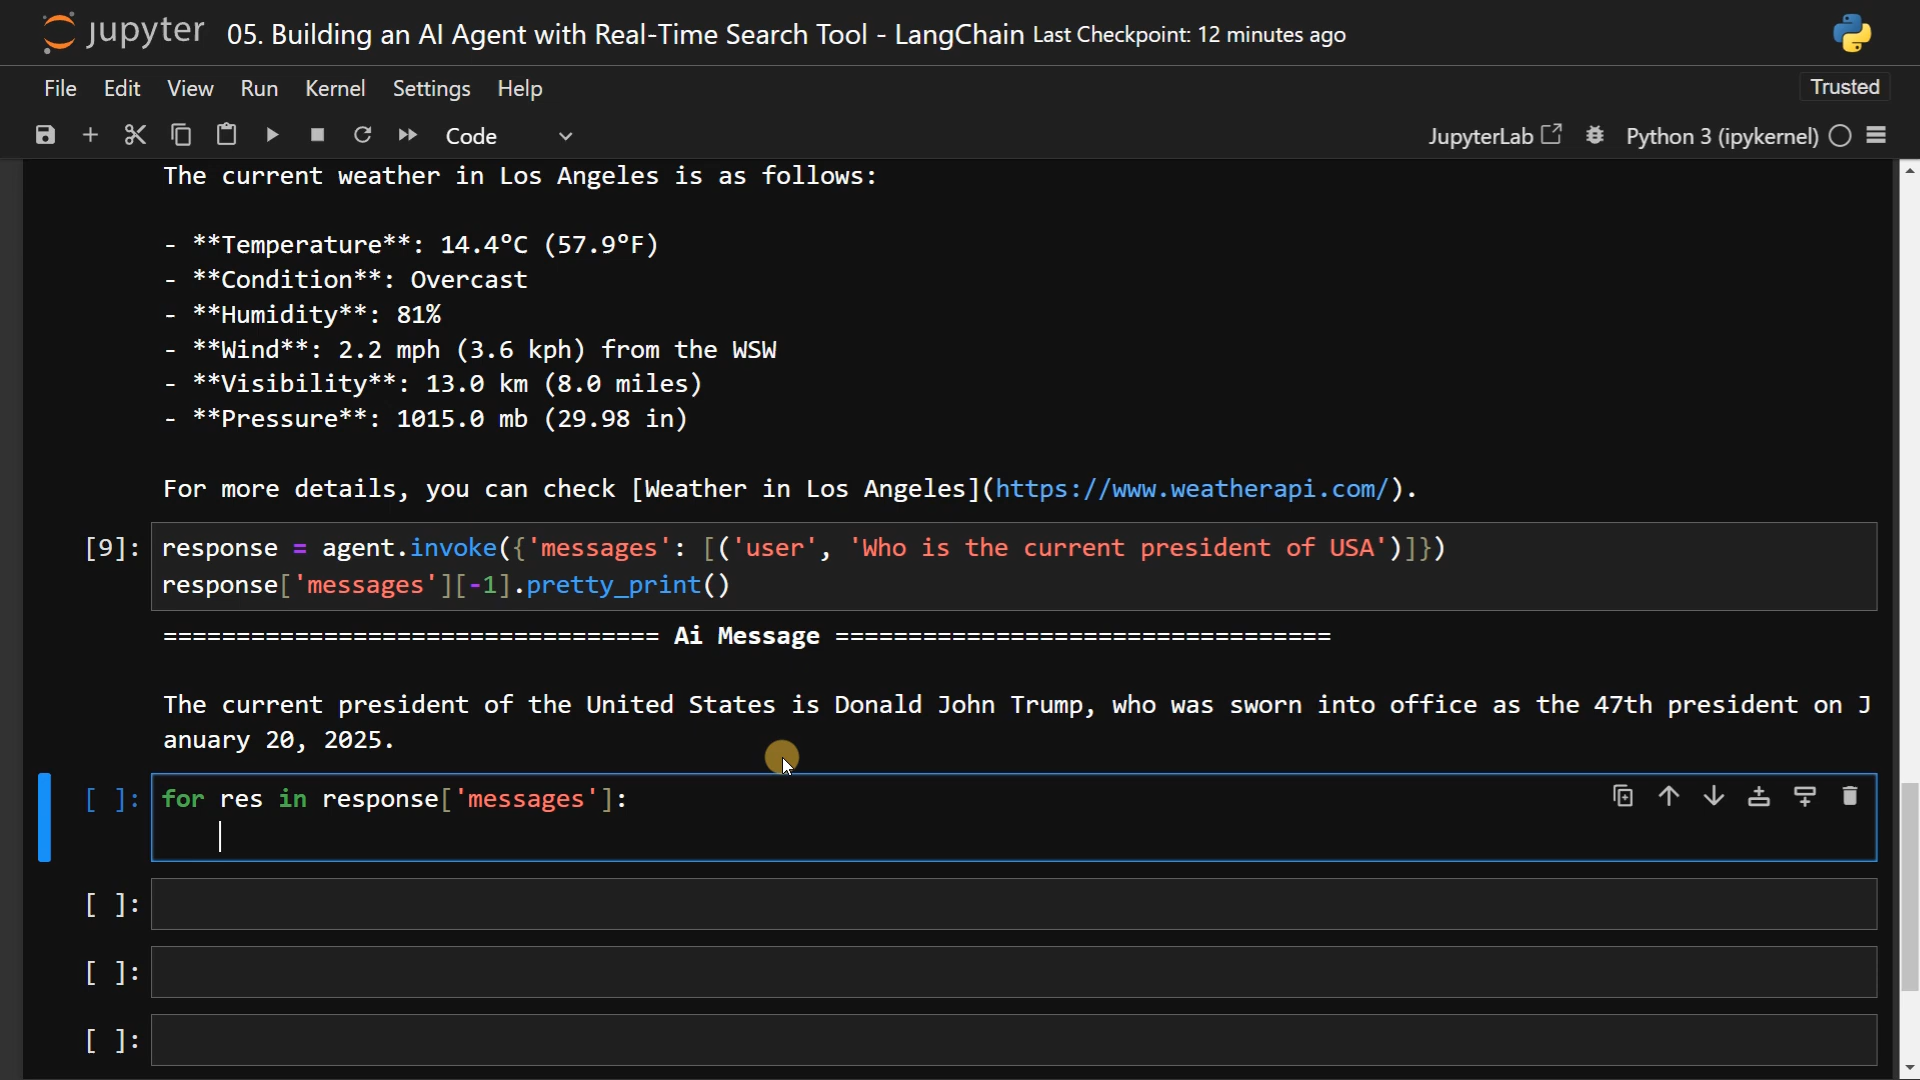 jupyter 05. Building an AI Agent with Real-Time Search Tool - LangChain Last Checkpoint: 12 minutes ago
File Edit View Run Kernel Settings Help Trusted
Code JupyterLab Python 3 (ipykernel)
The current weather in Los Angeles is as follows:
- **Temperature**: 14.4°C (57.9°F)
- **Condition**: Overcast
- **Humidity**: 81%
- **Wind**: 2.2 mph (3.6 kph) from the WSW
- **Visibility**: 13.0 km (8.0 miles)
- **Pressure**: 1015.0 mb (29.98 in)
For more details, you can check [Weather in Los Angeles](https://www.weatherapi.com/).
[9]: response = agent.invoke({'messages': [('user', 'Who is the current president of USA')]})
response['messages'][-1].pretty_print()
================================== Ai Message ==================================
The current president of the United States is Donald John Trump, who was sworn into office as the 47th president on J
anuary 20, 2025.
[ ]: for res in response['messages']:
[ ]:
[ ]:
[ ]: